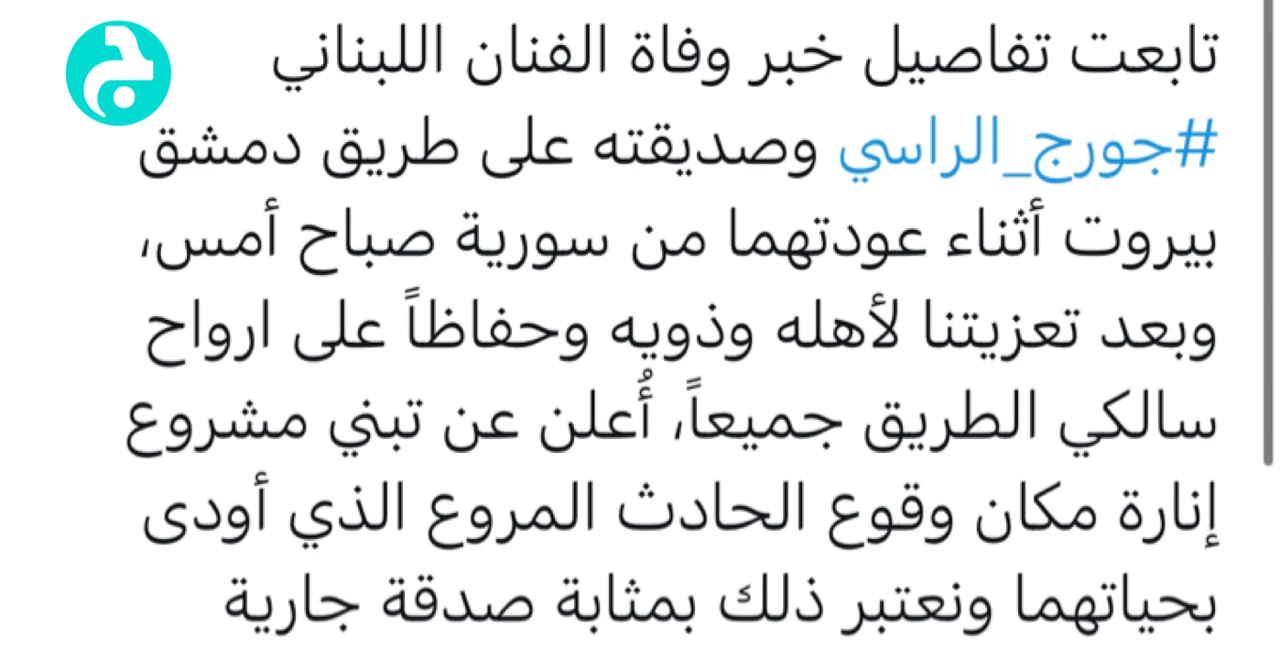 تابعت تفاصيل خبر وفاة الفنان اللبناني
#جورج_الراسي وصديقته على طريق دمشق
بيروت أثناء عودتهما من سورية صباح أمس،
وبعد تعزيتنا لأهله وذويه وحفاظاً على ارواح
سالكي الطريق جميعاً، أُعلن عن تبني مشروع
إنارة مكان وقوع الحادث المروع الذي أودى
بحياتهما ونعتبر ذلك بمثابة صدقة جارية